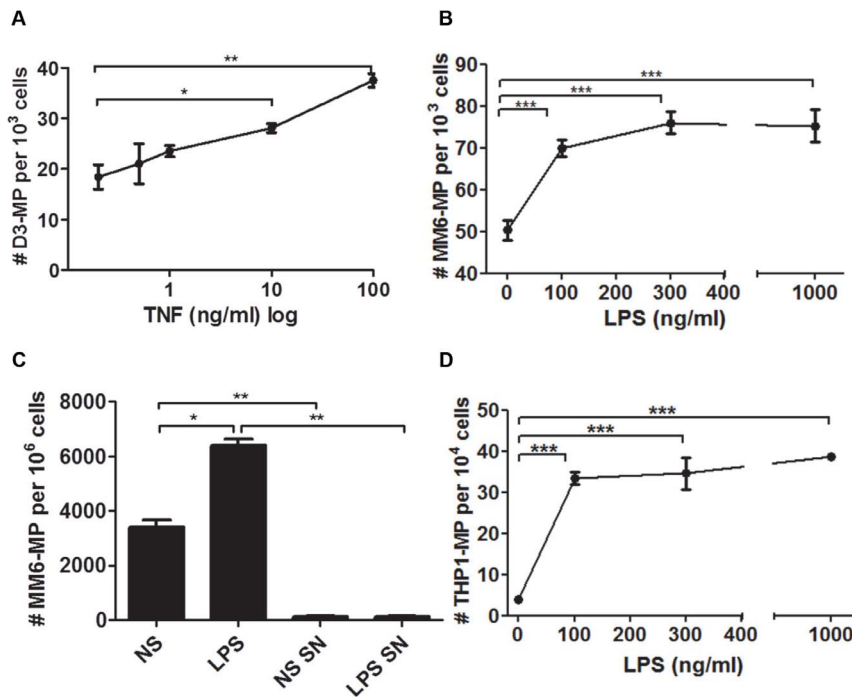 A
**
*
40
30
20
10
0
# D3-MP per 10³ cells
1 10 100
TNF (ng/ml) log
B
***
***
***
90
80
70
60
50
40
# MM6-MP per 10³ cells
0 100 200 300 400 1000
LPS (ng/ml)
C
**
* **
8000
6000
4000
2000
0
# MM6-MP per 10⁶ cells
NS LPS NS SN LPS SN
D
***
***
***
50
40
30
20
10
0
# THP1-MP per 10⁴ cells
0 100 200 300 400 1000
LPS (ng/ml)